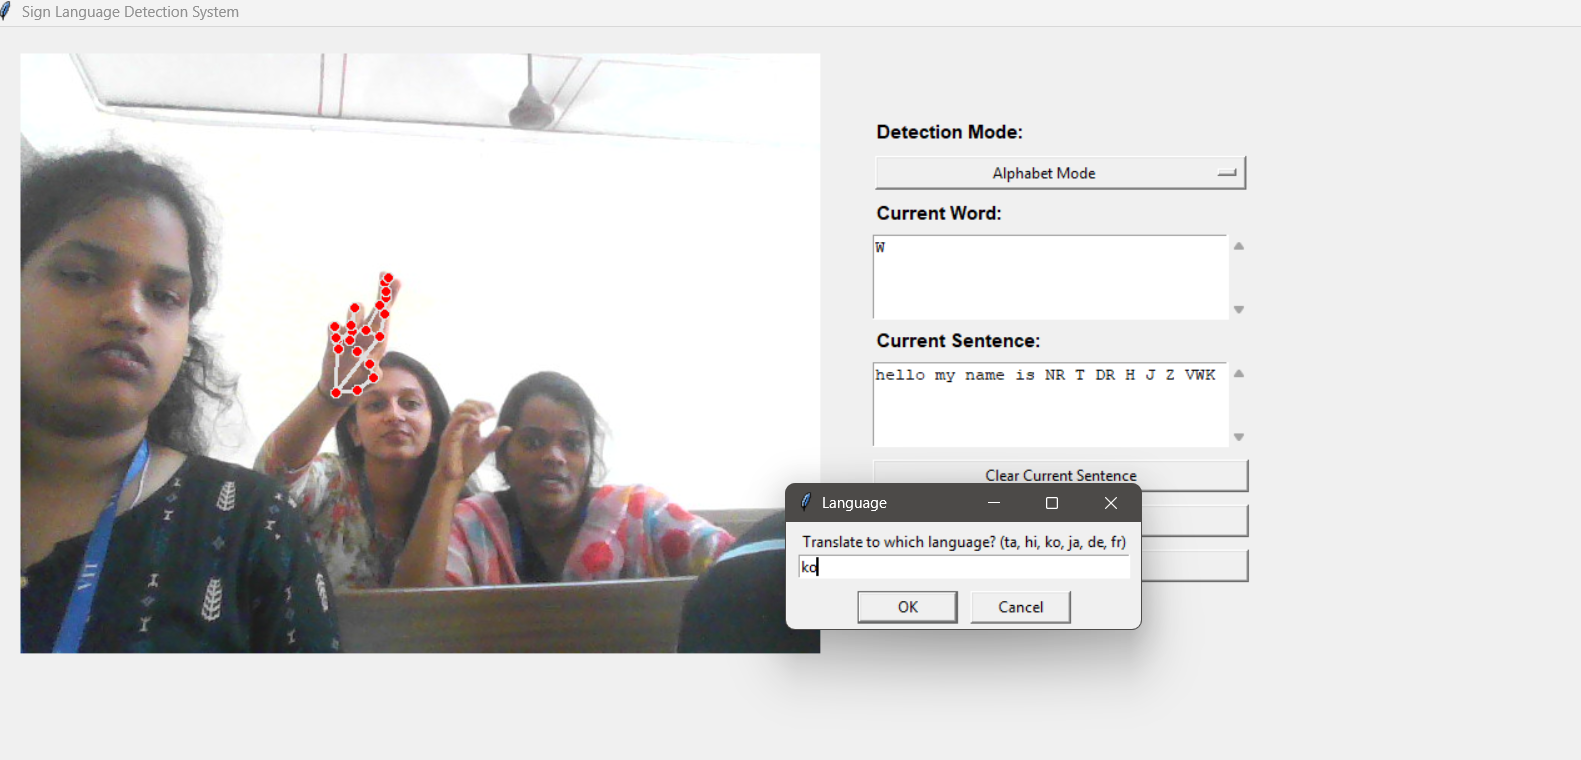 Sign Language Detection System
Detection Mode:
Alphabet Mode
Current Word:
W
Current Sentence:
hello my name is NR T DR H J Z VWK
Clear Current Sentence
Language
Translate to which language? (ta, hi, ko, ja, de, fr)
ko
OK
Cancel
VIT